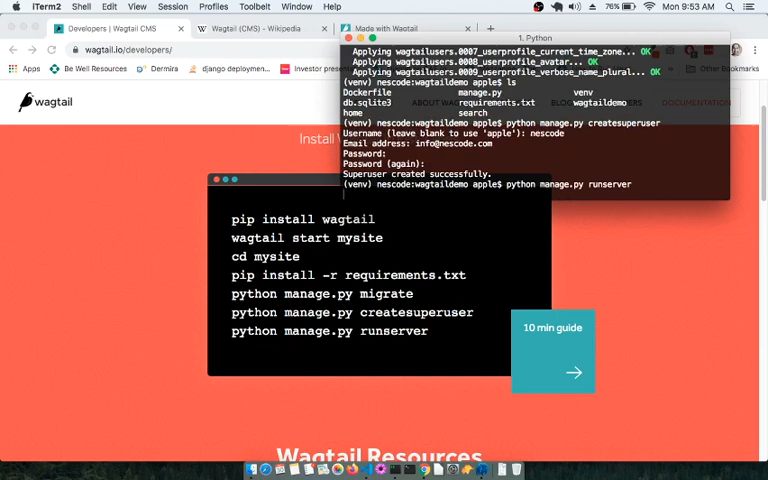 iTerm2 Shell Edit View Session Profiles Toolbelt Window Help 76% Mon 9:53 AM
Developers | Wagtail CMS
Wagtail (CMS) - Wikipedia
Made with Wagtail
wagtail.io/developers/
Apps Be Well Resources Dermira django deploymen... Investor present
wagtail
DOCUMENTATION
1. Python
Applying wagtailusers.0007_userprofile_current_time_zone... OK
Applying wagtailusers.0008_userprofile_avatar... OK
Applying wagtailusers.0009_userprofile_verbose_name_plural... OK
(venv) nescode:wagtaildemo apple$ ls
Dockerfile manage.py venv
db.sqlite3 requirements.txt wagtaildemo
home search
(venv) nescode:wagtaildemo apple$ python manage.py createsuperuser
Username (leave blank to use 'apple'): nescode
Email address: info@nescode.com
Password:
Password (again):
Superuser created successfully.
(venv) nescode:wagtaildemo apple$ python manage.py runserver
Install
pip install wagtail
wagtail start mysite
cd mysite
pip install -r requirements.txt
python manage.py migrate
python manage.py createsuperuser
python manage.py runserver
10 min guide
Wagtail Resources